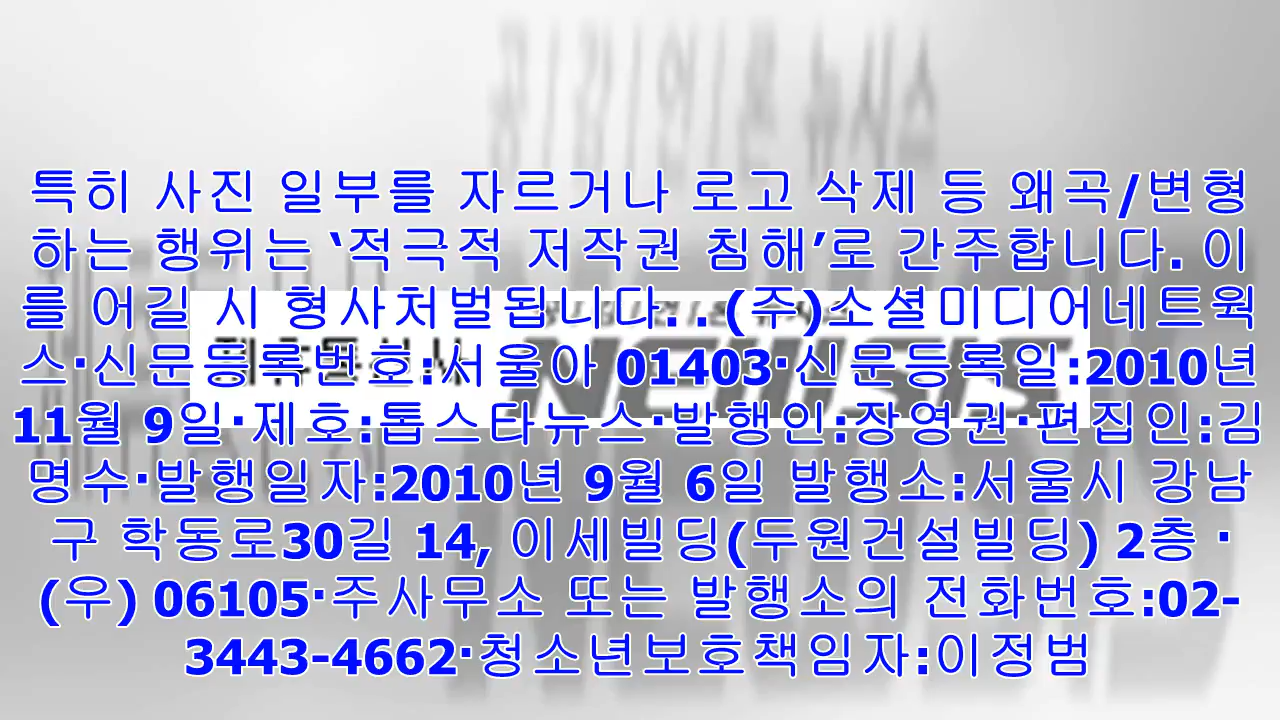 공 | 감 | 언 | 론 뉴시스
특히 사진 일부를 자르거나 로고 삭제 등 왜곡/변형
하는 행위는 ‘적극적 저작권 침해’로 간주합니다. 이
를 어길 시 형사처벌됩니다. .(주)소셜미디어네트웍
스·신문등록번호:서울아 01403·신문등록일:2010년
11월 9일·제호:톱스타뉴스·발행인:장영권·편집인:김
명수·발행일자:2010년 9월 6일 발행소:서울시 강남
구 학동로30길 14, 이세빌딩(두원건설빌딩) 2층 ·
(우) 06105·주사무소 또는 발행소의 전화번호:02-
3443-4662·청소년보호책임자:이정범
NEWSIS